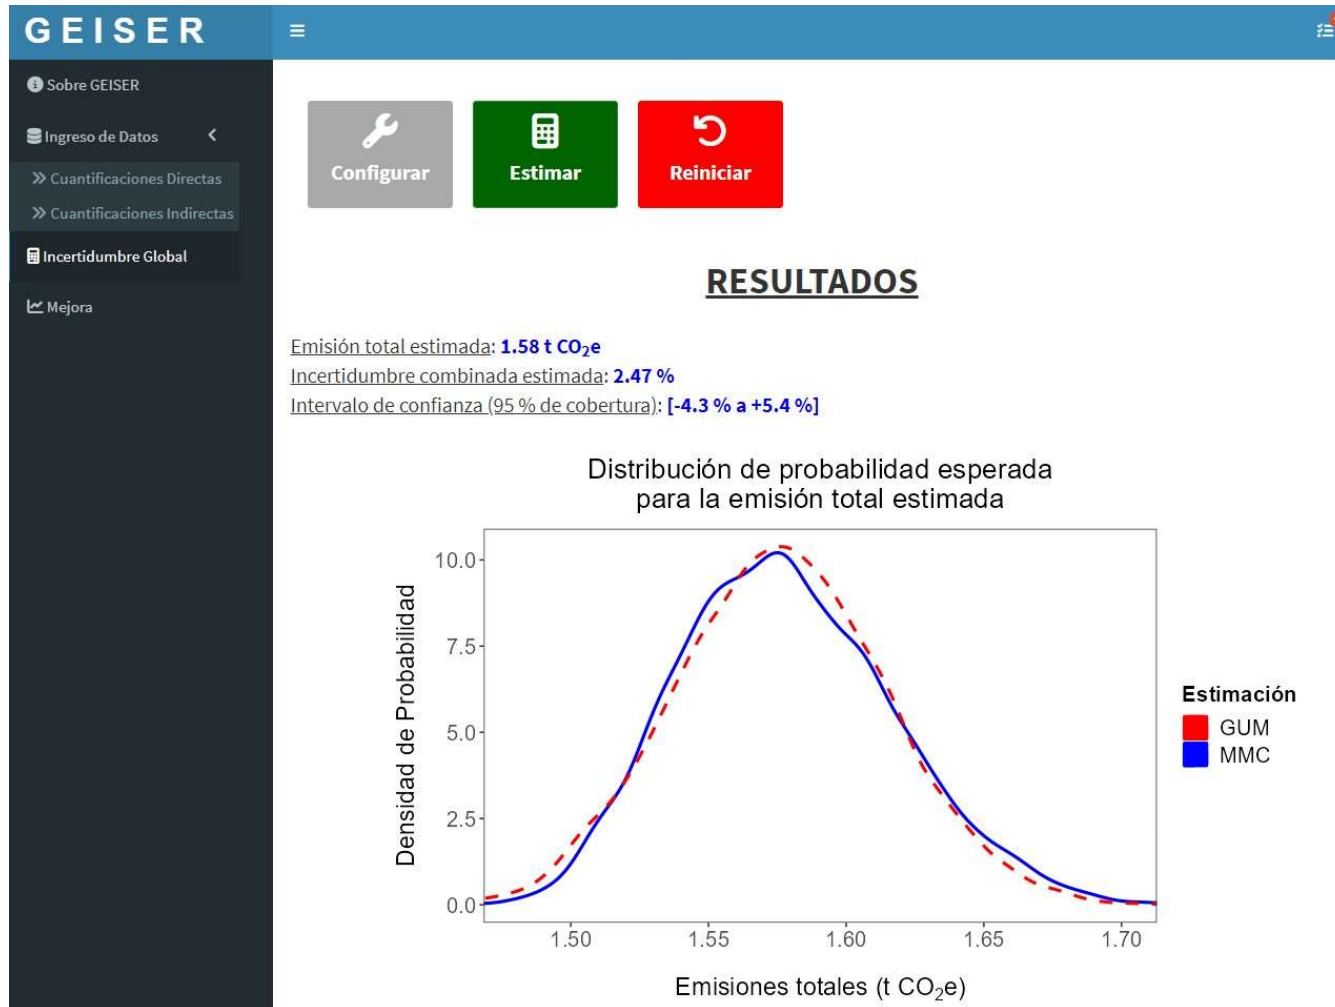 GEISER
Sobre GEISER
Ingreso de Datos
Cuantificaciones Directas
Cuantificaciones Indirectas
Incertidumbre Global
Mejora
Configurar
Estimar
Reiniciar
RESULTADOS
Emisión total estimada: 1.58 t CO₂e
Incertidumbre combinada estimada: 2.47 %
Intervalo de confianza (95 % de cobertura): [-4.3 % a +5.4 %]
Distribución de probabilidad esperada
para la emisión total estimada
Densidad de Probabilidad
10.0
7.5
5.0
2.5
0.0
1.50 1.55 1.60 1.65 1.70
Emisiones totales (t CO₂e)
Estimación
GUM
MMC